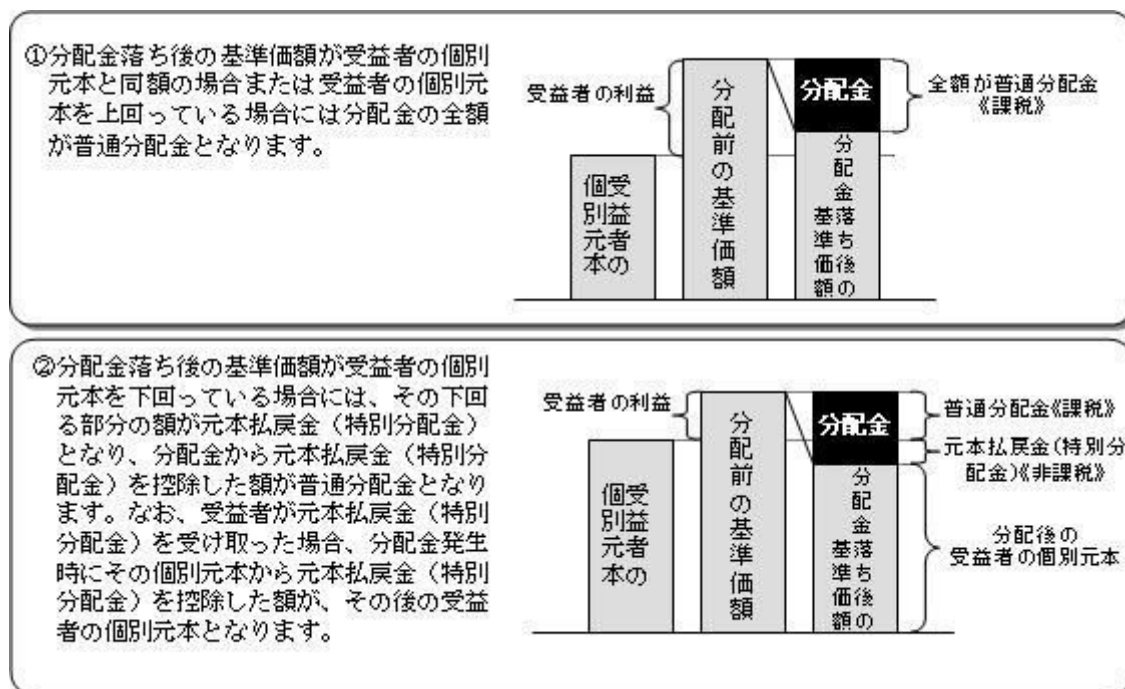 ①分配金落ち後の基準価額が受益者の個別
元本と同額の場合または受益者の個別元
本を上回っている場合には分配金の全額
が普通分配金となります。
受益者の利益
受益者の
個別元本
分配前の基準価額
分配金
分配金落ち後の
基準価額
全額が普通分配金
《課税》
②分配金落ち後の基準価額が受益者の個別
元本を下回っている場合には、その下回
る部分の額が元本払戻金（特別分配金）
となり、分配金から元本払戻金（特別分
配金）を控除した額が普通分配金となり
ます。なお、受益者が元本払戻金（特別
分配金）を受け取った場合、分配金発生
時にその個別元本から元本払戻金（特別
分配金）を控除した額が、その後の受益
者の個別元本となります。
受益者の利益
受益者の
個別元本
分配前の基準価額
分配金
分配金落ち後の
基準価額
普通分配金《課税》
元本払戻金(特別分
配金)《非課税》
分配後の
受益者の個別元本